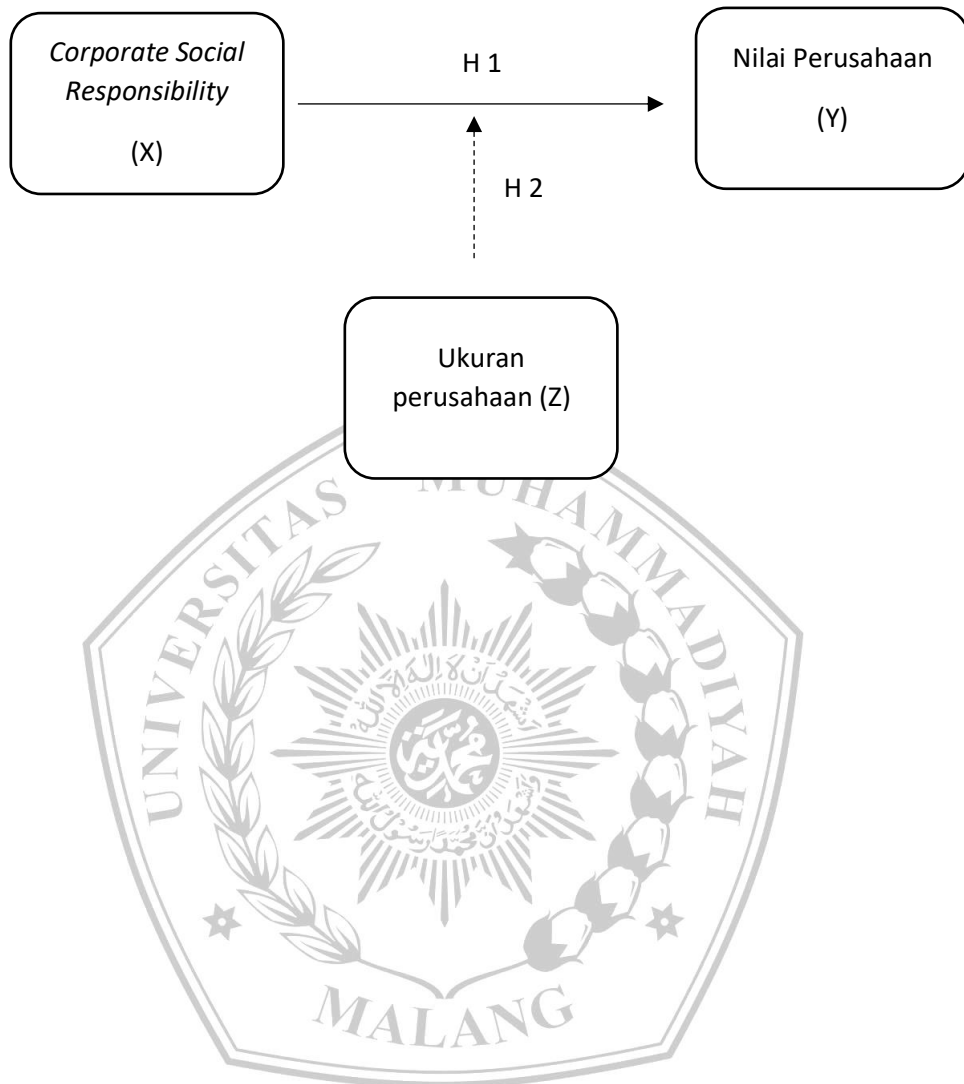 Corporate Social
Responsibility
(X)
H 1
Nilai Perusahaan
(Y)
H 2
Ukuran
perusahaan (Z)
UNIVERSITAS MUHAMMADIYAH
MALANG